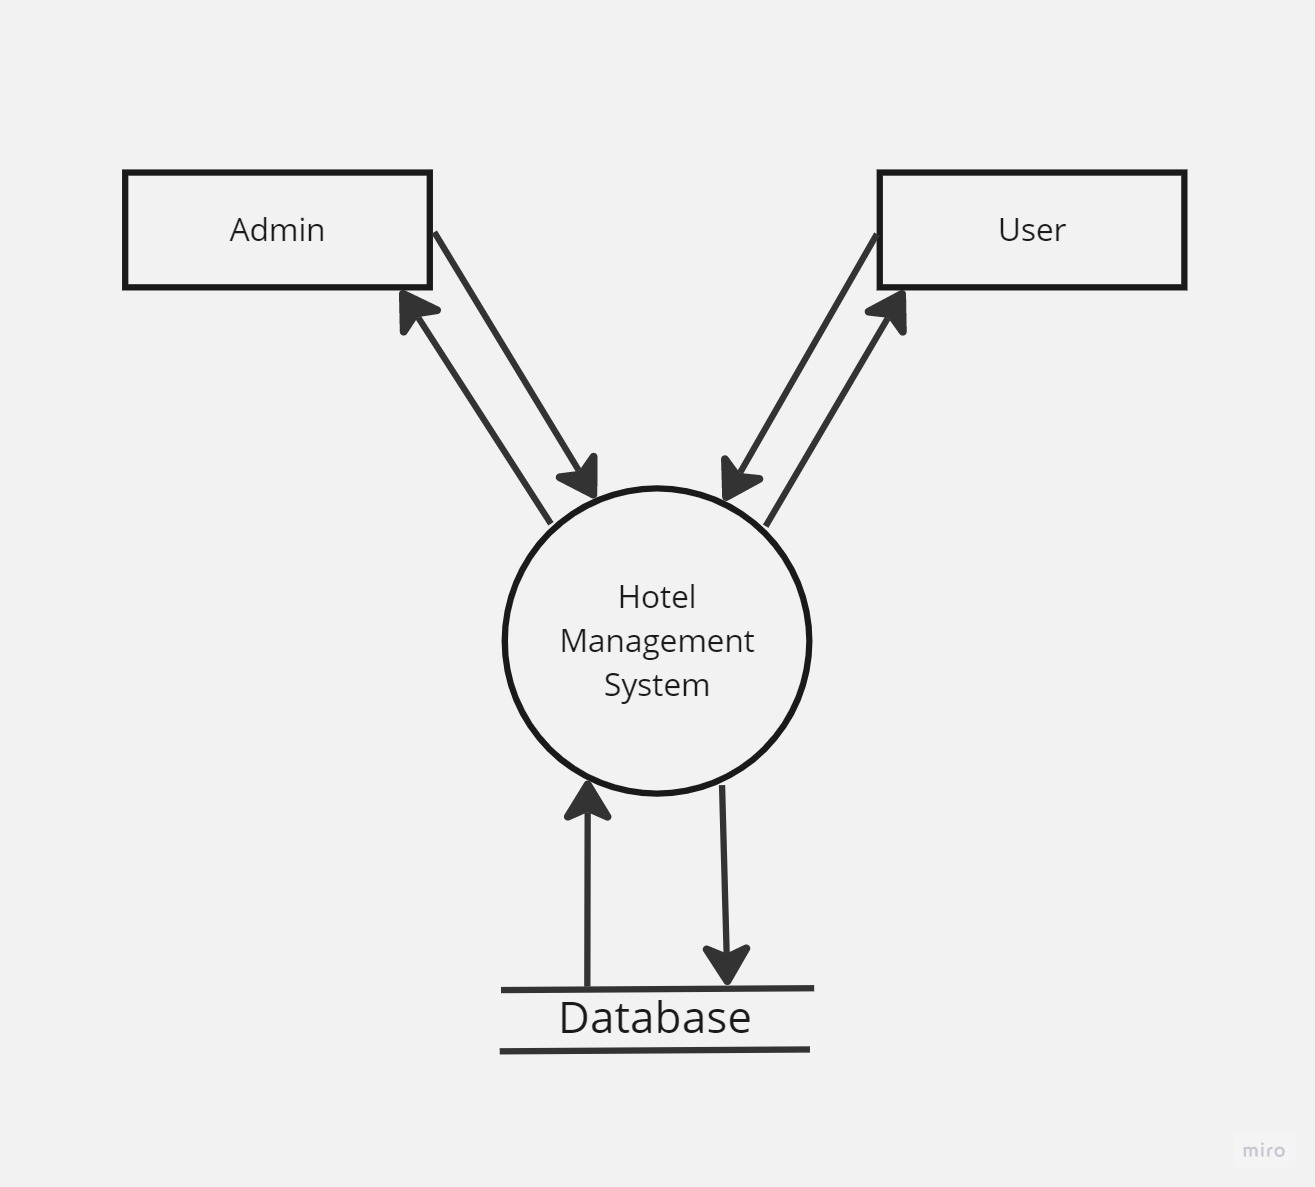 Admin
User
Hotel
Management
System
Database
miro